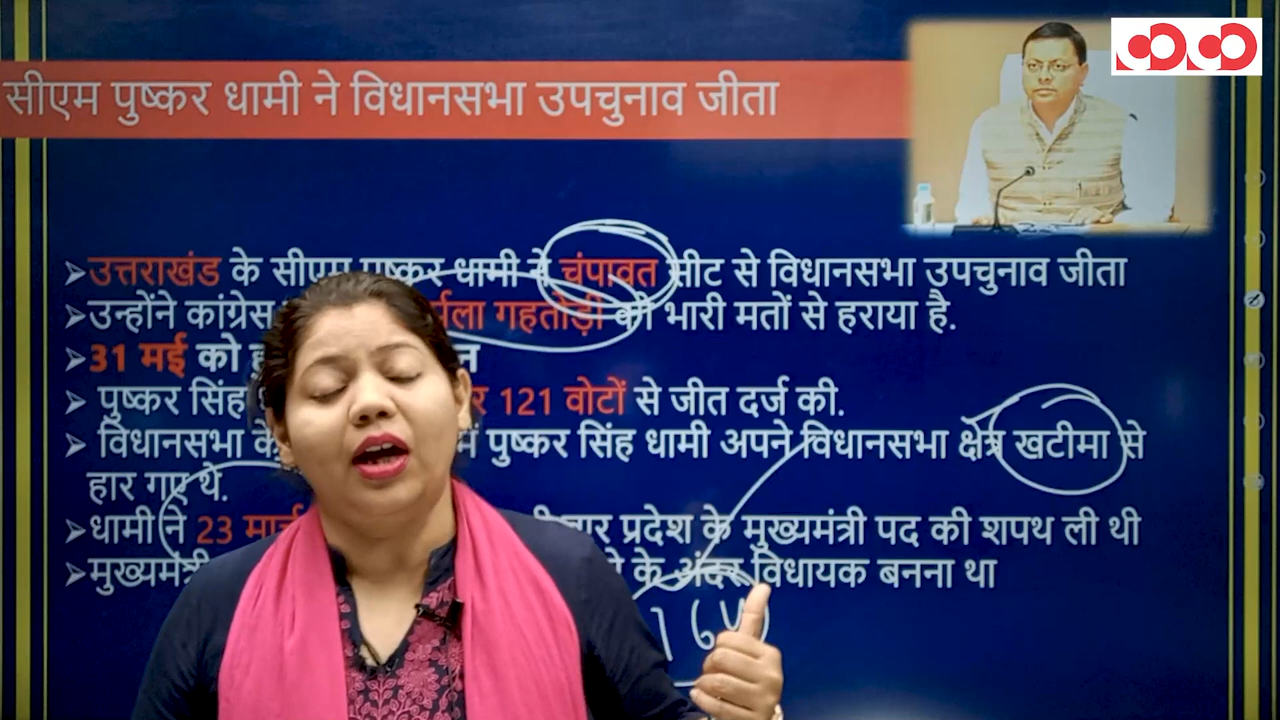 सीएम पुष्कर धामी ने विधानसभा उपचुनाव जीता
➤उत्तराखंड के सीएम पुष्कर धामी ने चंपावत सीट से विधानसभा उपचुनाव जीता
➤उन्होंने कांग्रेस गहतोड़ी को भारी मतों से हराया है.
➤31 मई को
➤ पुष्कर सिंह 121 वोटों से जीत दर्ज की.
➤ विधानसभा के पुष्कर सिंह धामी अपने विधानसभा क्षेत्र खटीमा से
हार गए थे.
➤धामी ने 23 मार्च प्रदेश के मुख्यमंत्री पद की शपथ ली थी
➤के अंदर विधायक बनना था